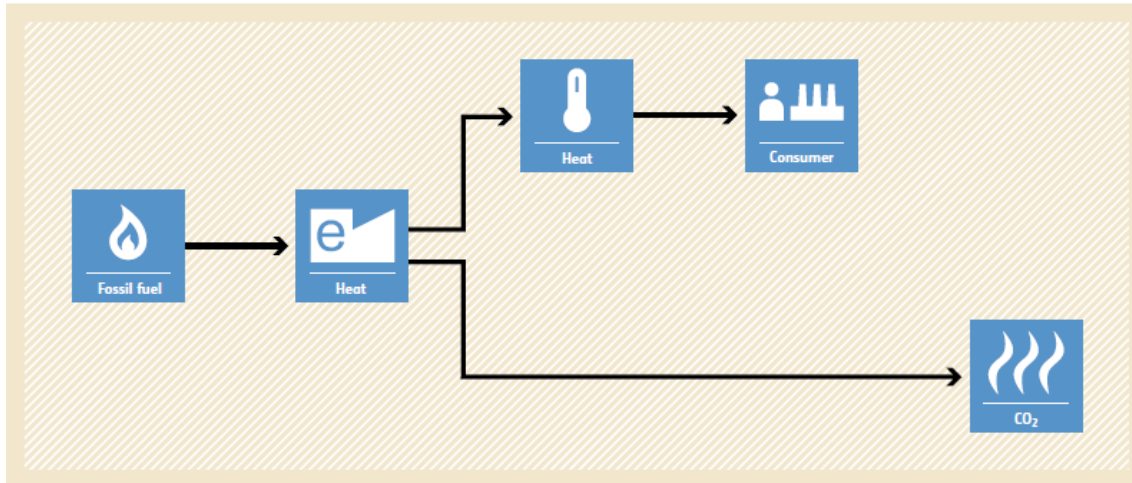 Heat
Consumer
Fossil fuel
e
Heat
CO₂